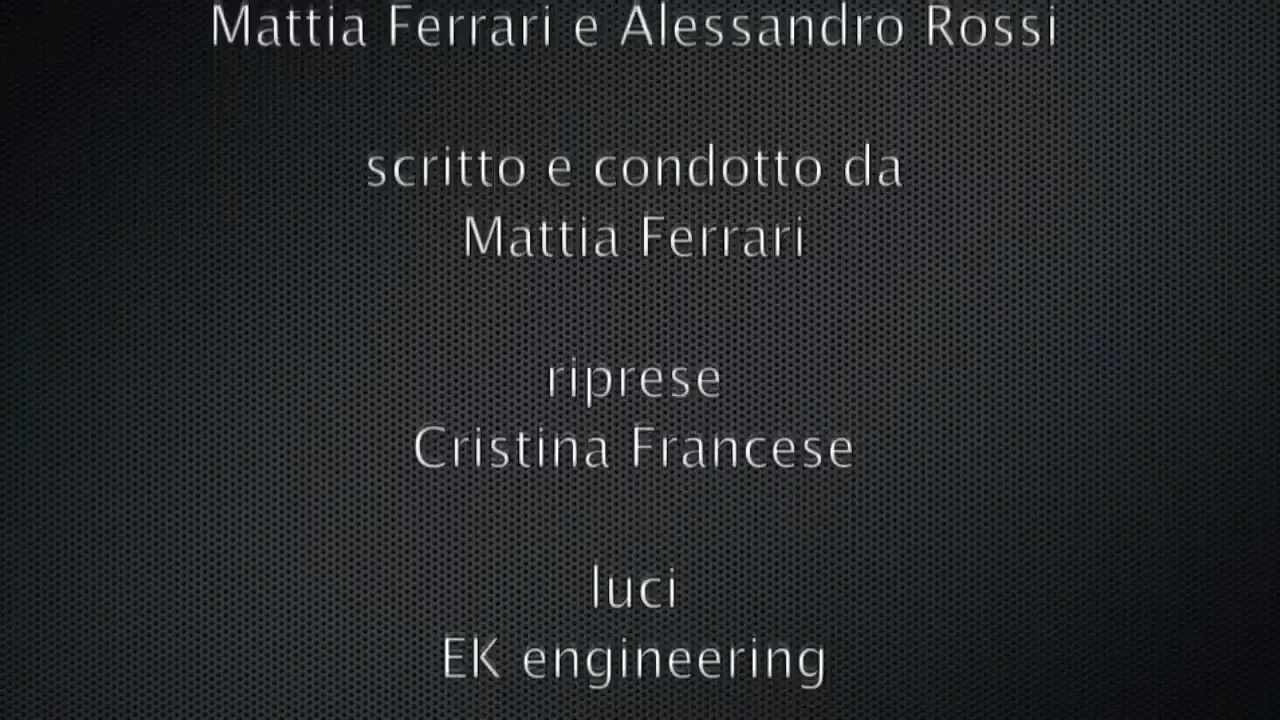 Mattia Ferrari e Alessandro Rossi
scritto e condotto da
Mattia Ferrari
riprese
Cristina Francese
luci
EK engineering